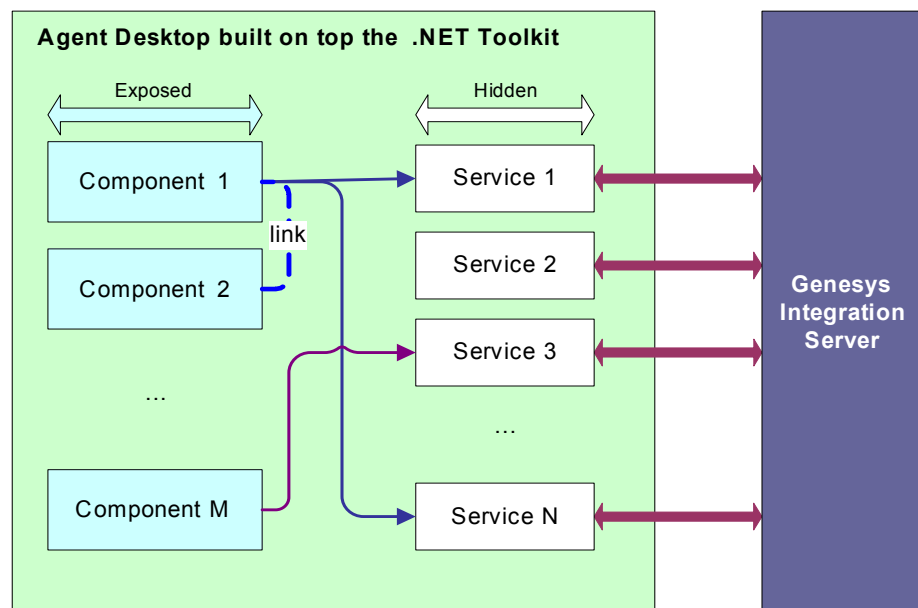 Agent Desktop built on top the .NET Toolkit
Exposed
Hidden
Component 1
Service 1
link
Component 2
Service 2
Genesys
Integration
Server
Service 3
...
...
Component M
Service N